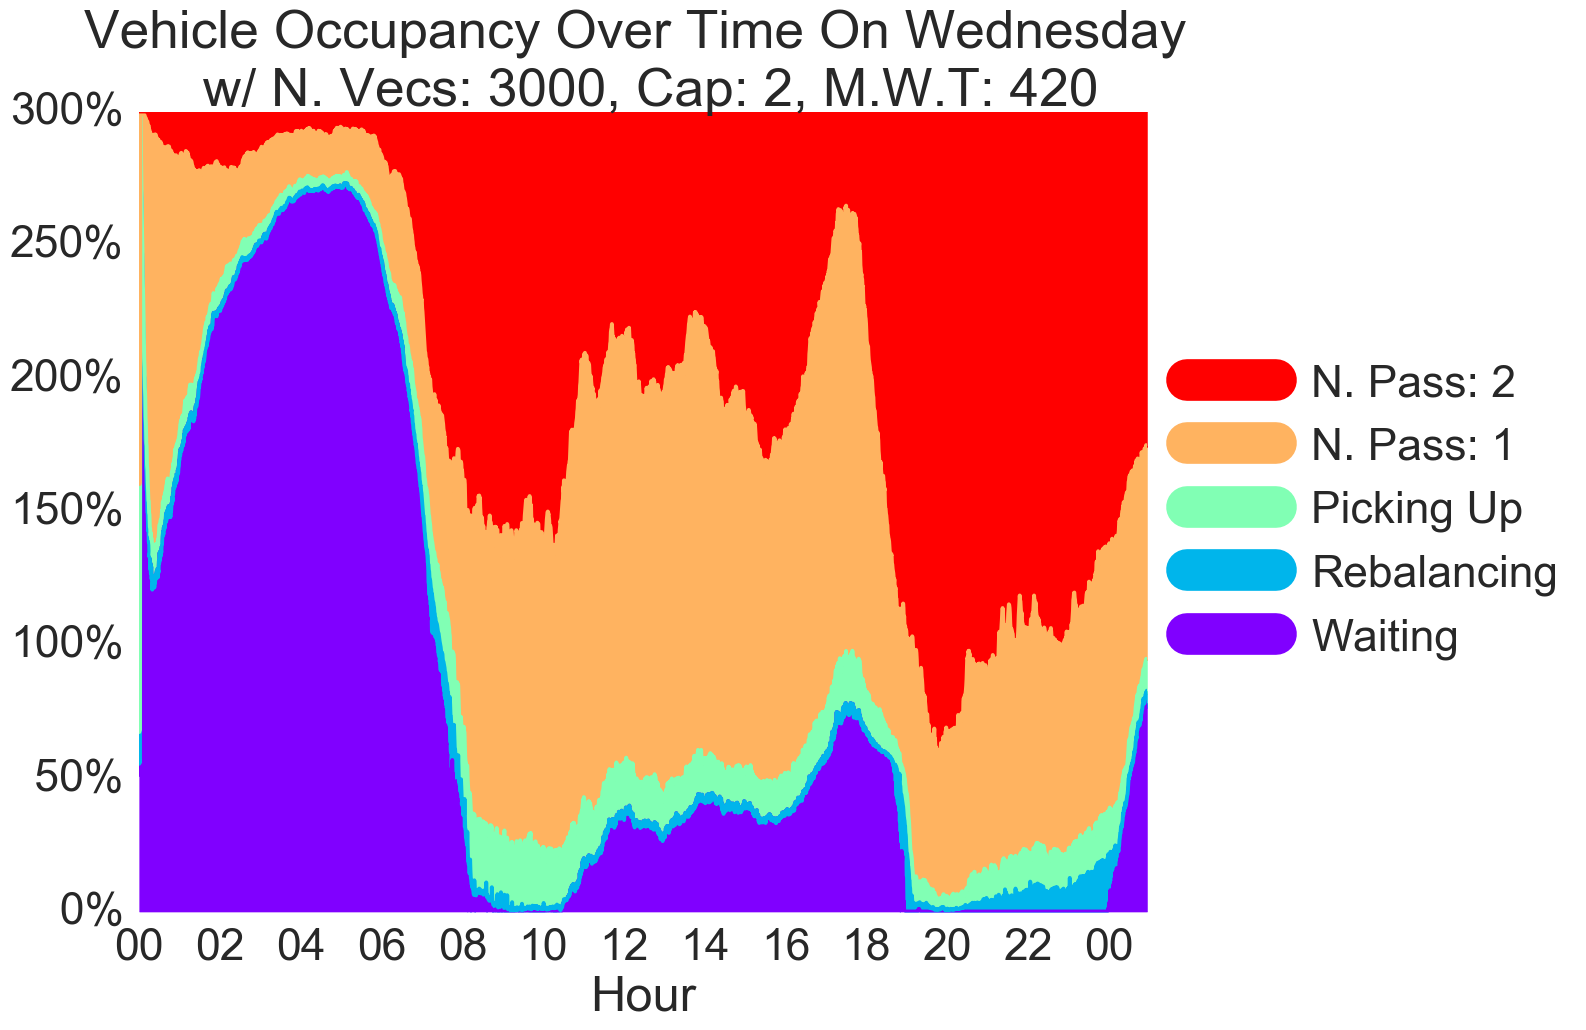 Vehicle Occupancy Over Time On Wednesday
w/ N. Vecs: 3000, Cap: 2, M.W.T: 420
300%
250%
200%
150%
100%
50%
0%
00 02 04 06 08 10 12 14 16 18 20 22 00
Hour
N. Pass: 2
N. Pass: 1
Picking Up
Rebalancing
Waiting